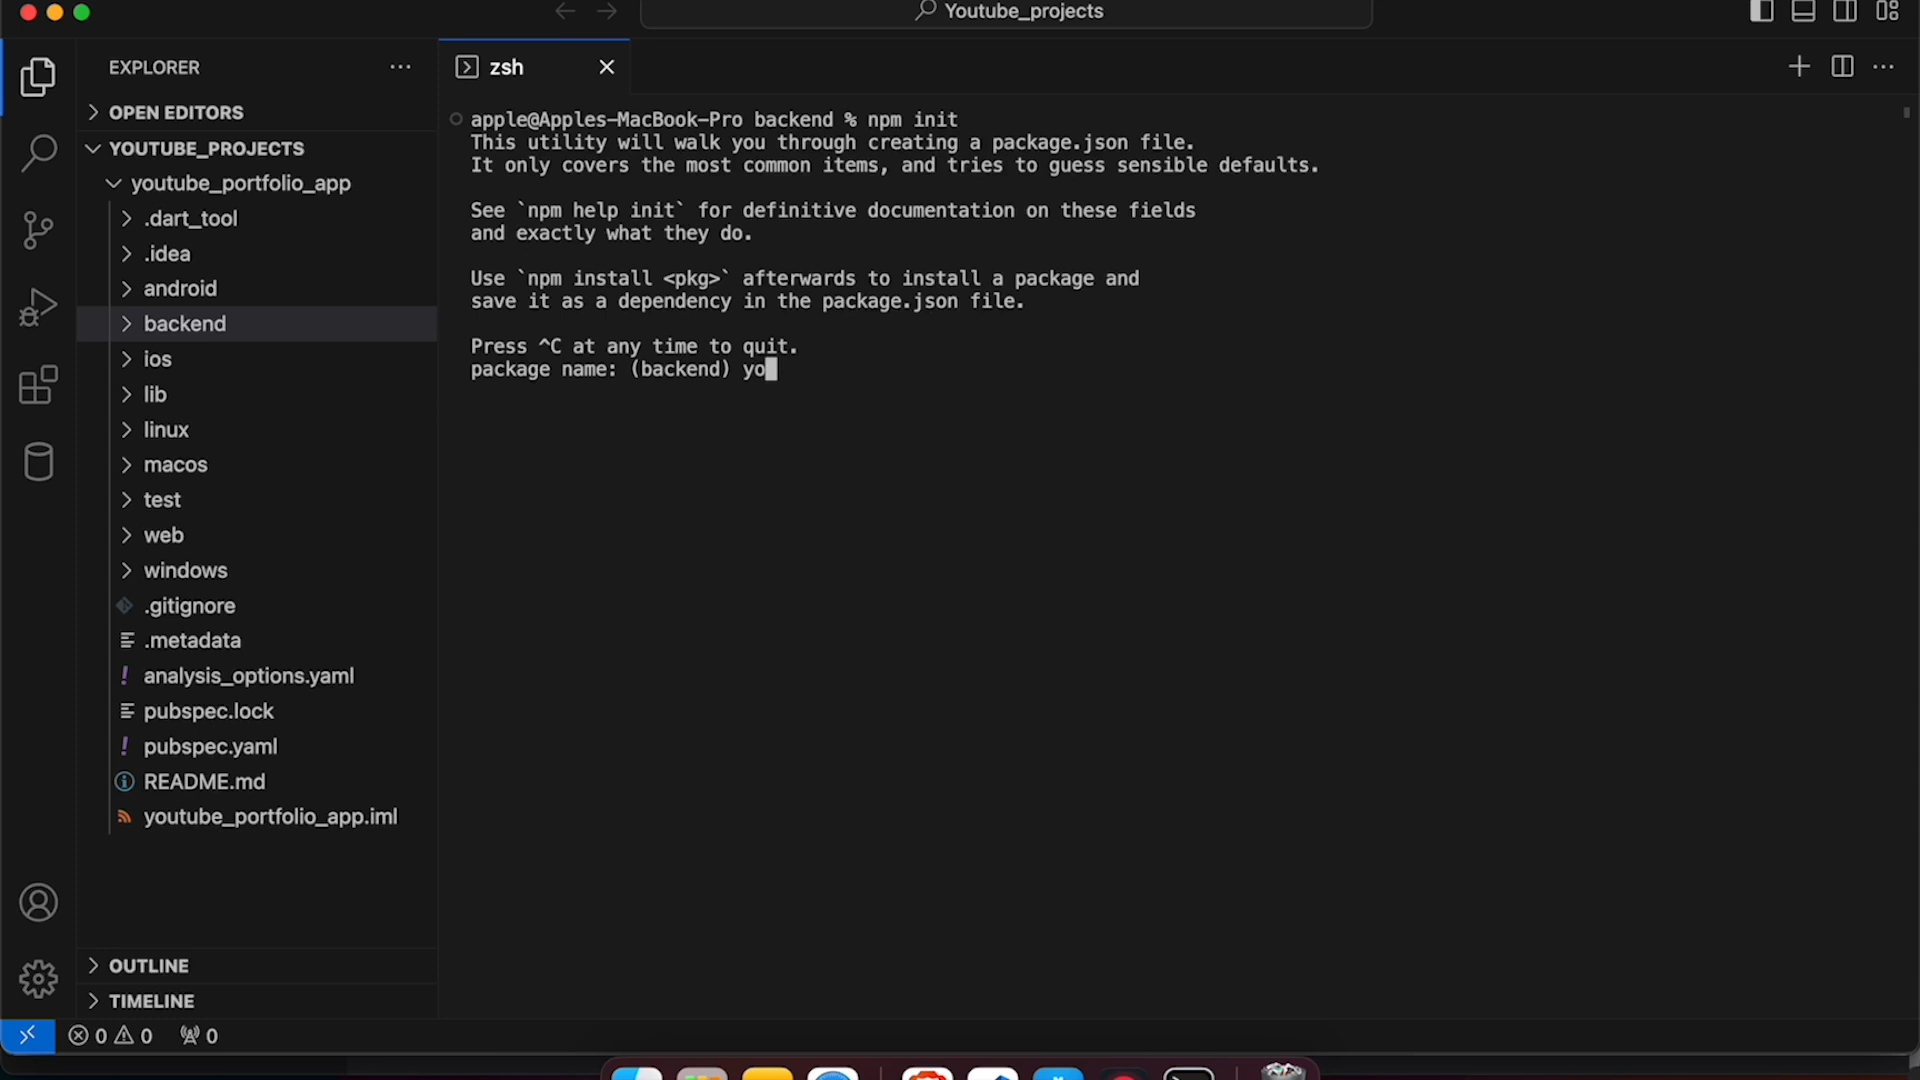 Youtube_projects
EXPLORER
zsh
OPEN EDITORS
YOUTUBE_PROJECTS
youtube_portfolio_app
.dart_tool
.idea
android
backend
ios
lib
linux
macos
test
web
windows
.gitignore
.metadata
analysis_options.yaml
pubspec.lock
pubspec.yaml
README.md
youtube_portfolio_app.iml
OUTLINE
TIMELINE
apple@Apples-MacBook-Pro backend % npm init
This utility will walk you through creating a package.json file.
It only covers the most common items, and tries to guess sensible defaults.
See `npm help init` for definitive documentation on these fields
and exactly what they do.
Use `npm install <pkg>` afterwards to install a package and
save it as a dependency in the package.json file.
Press ^C at any time to quit.
package name: (backend) yo
0 0 0